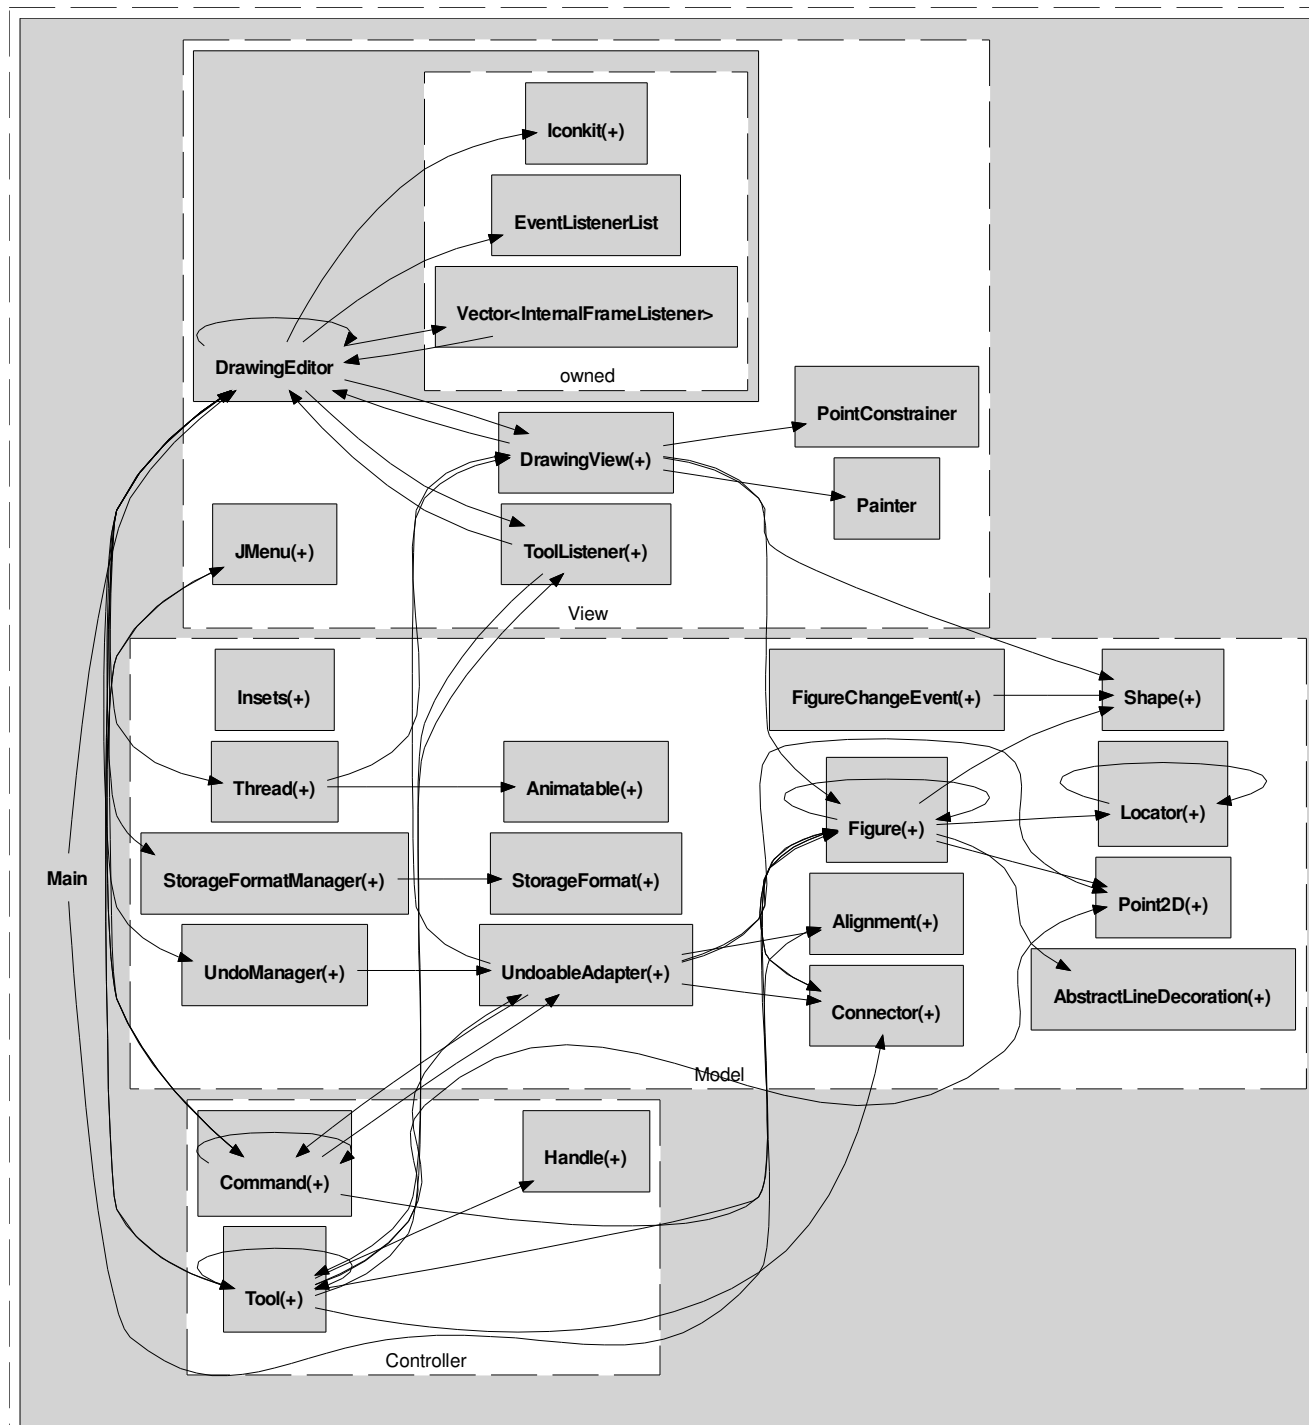 Iconkit(+)
EventListenerList
Vector<InternalFrameListener>
DrawingEditor
owned
PointConstrainer
DrawingView(+)
Painter
JMenu(+)
ToolListener(+)
View
Insets(+)
FigureChangeEvent(+)
Shape(+)
Thread(+)
Animatable(+)
Figure(+)
Locator(+)
Main
StorageFormatManager(+)
StorageFormat(+)
Point2D(+)
Alignment(+)
UndoManager(+)
UndoableAdapter(+)
AbstractLineDecoration(+)
Connector(+)
Model
Handle(+)
Command(+)
Tool(+)
Controller